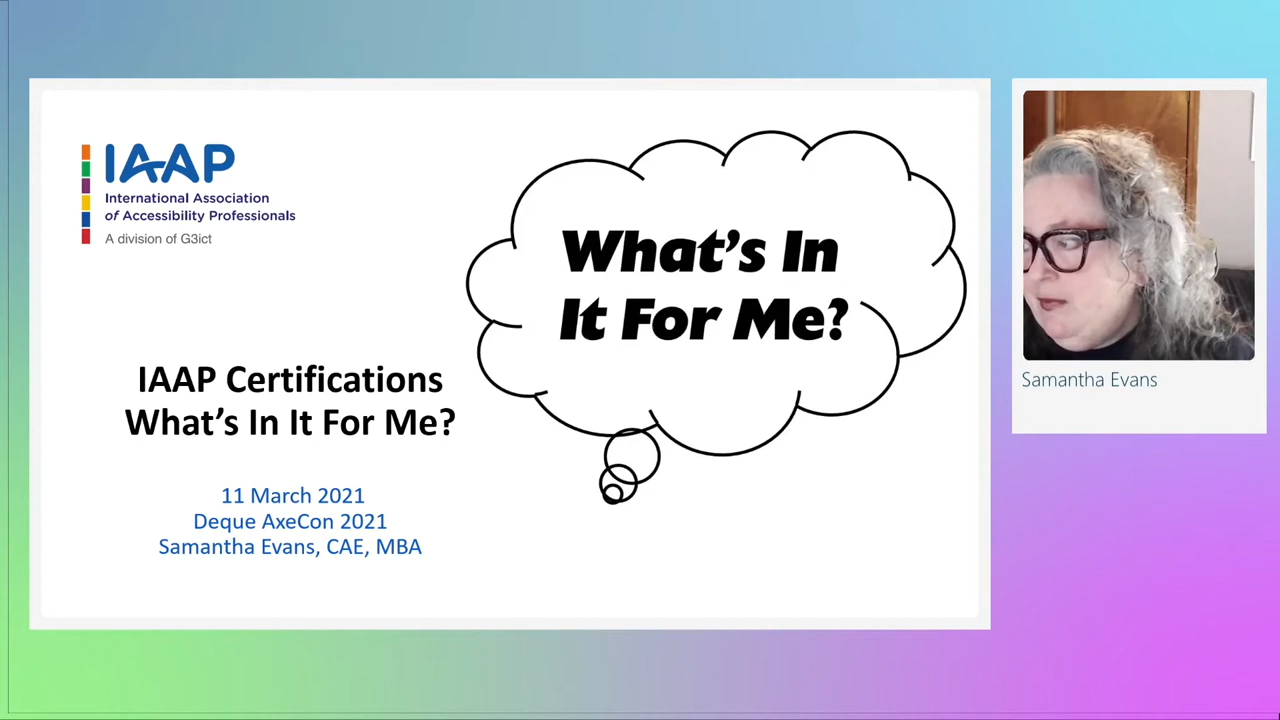 IAAP
International Association
of Accessibility Professionals
A division of G3ict
What's In
It For Me?
IAAP Certifications
What's In It For Me?
11 March 2021
Deque AxeCon 2021
Samantha Evans, CAE, MBA
Samantha Evans